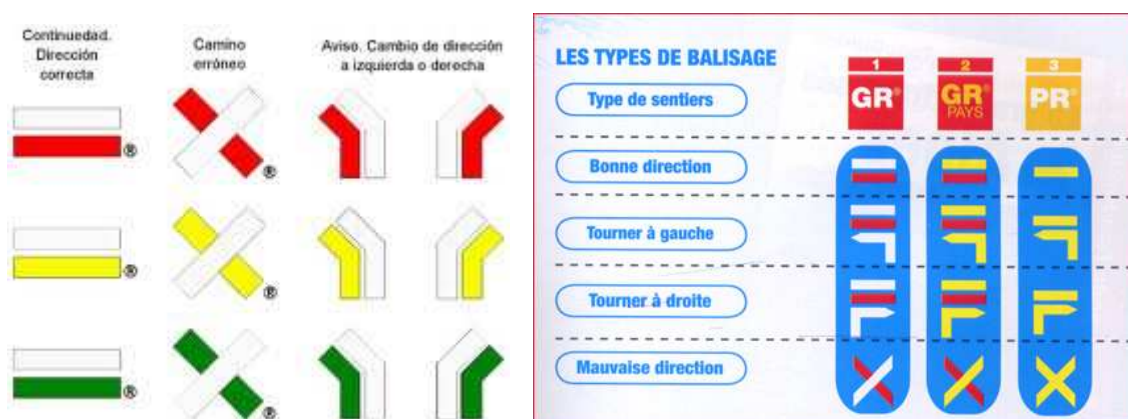 Continuedad.
Dirección
correcta
Camino
erróneo
Aviso. Cambio de dirección
a izquierda o derecha
®
®
®
®
®
®
LES TYPES DE BALISAGE
1
2
3
Type de sentiers
GR®
GR®
PAYS
PR®
Bonne direction
Tourner à gauche
Tourner à droite
Mauvaise direction